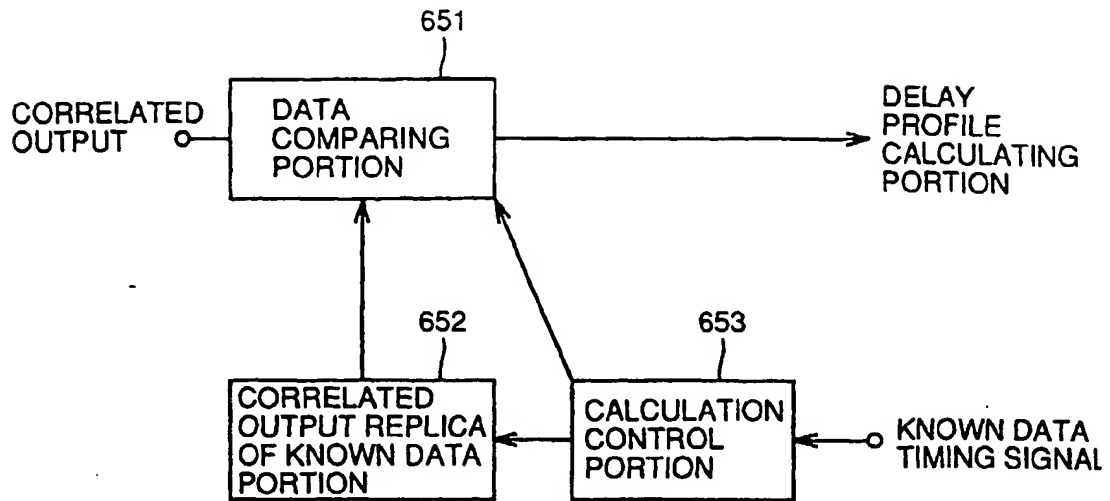 651
CORRELATED
OUTPUT
DATA
COMPARING
PORTION
DELAY
PROFILE
CALCULATING
PORTION
652
653
CORRELATED
OUTPUT REPLICA
OF KNOWN DATA
PORTION
CALCULATION
CONTROL
PORTION
KNOWN DATA
TIMING SIGNAL